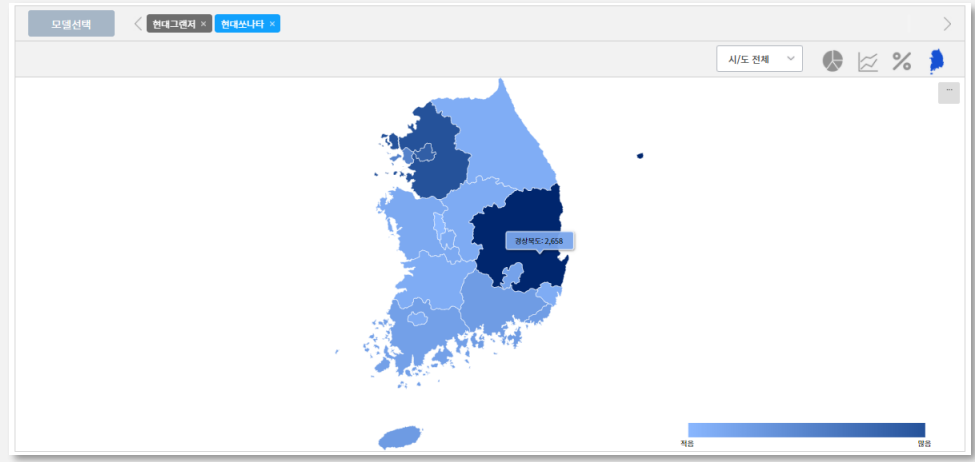 모델선택
현대그랜저 ×
현대쏘나타 ×
시/도 전체
경상북도: 2,658
적음
많음